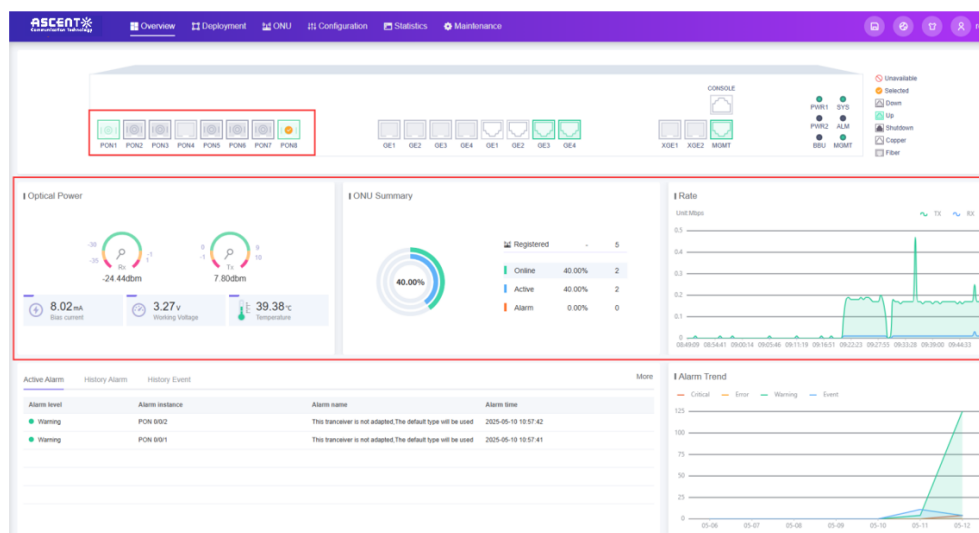 ASCENT
Communication Technology
Overview
Deployment
ONU
Configuration
Statistics
Maintenance
CONSOLE
PWR1 SYS
PWR2 ALM
BBU MGMT
PON1 PON2 PON3 PON4 PON5 PON6 PON7 PON8
GE1 GE2 GE3 GE4 GE1 GE2 GE3 GE4
XGE1 XGE2 MGMT
Unavailable
Selected
Down
Up
Shutdown
Copper
Fiber
Optical Power
-30
-35
-1
1
Rx
-24.44dbm
0
-1
9
10
Tx
7.80dbm
8.02mA
Bias current
3.27V
Working Voltage
39.38℃
Temperature
ONU Summary
40.00%
Registered - 5
Online 40.00% 2
Active 40.00% 2
Alarm 0.00% 0
Rate
Unit:Mbps
TX RX
0.5
0.4
0.3
0.2
0.1
0
08:49:09 08:54:41 09:00:14 09:05:46 09:11:19 09:16:51 09:22:23 09:27:55 09:33:28 09:39:00 09:44:33
Active Alarm History Alarm History Event More
Alarm level Alarm instance Alarm name Alarm time
Warning PON 0/0/2 This tranceiver is not adapted,The default type will be used 2025-05-10 10:57:42
Warning PON 0/0/1 This tranceiver is not adapted,The default type will be used 2025-05-10 10:57:41
Alarm Trend
Critical Error Warning Event
125
100
75
50
25
0
05-06 05-07 05-08 05-09 05-10 05-11 05-12